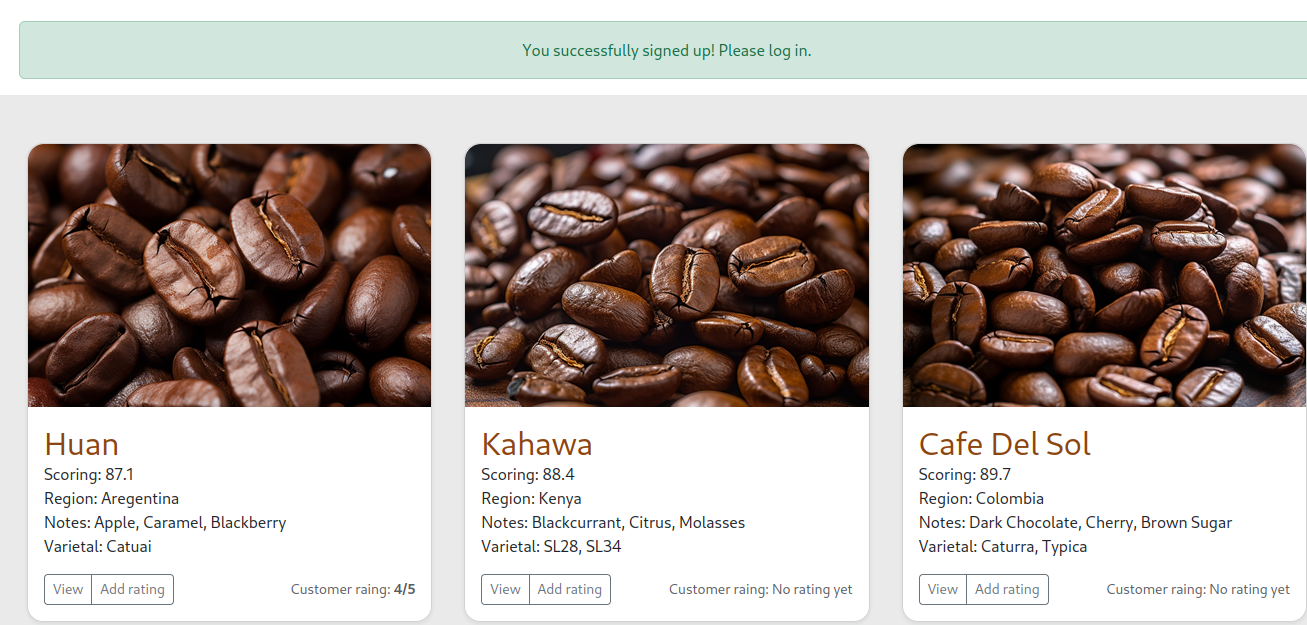 You successfully signed up! Please log in.
Huan
Scoring: 87.1
Region: Aregentina
Notes: Apple, Caramel, Blackberry
Varietal: Catuai
View Add rating Customer raing: 4/5
Kahawa
Scoring: 88.4
Region: Kenya
Notes: Blackcurrant, Citrus, Molasses
Varietal: SL28, SL34
View Add rating Customer raing: No rating yet
Cafe Del Sol
Scoring: 89.7
Region: Colombia
Notes: Dark Chocolate, Cherry, Brown Sugar
Varietal: Caturra, Typica
View Add rating Customer raing: No rating yet